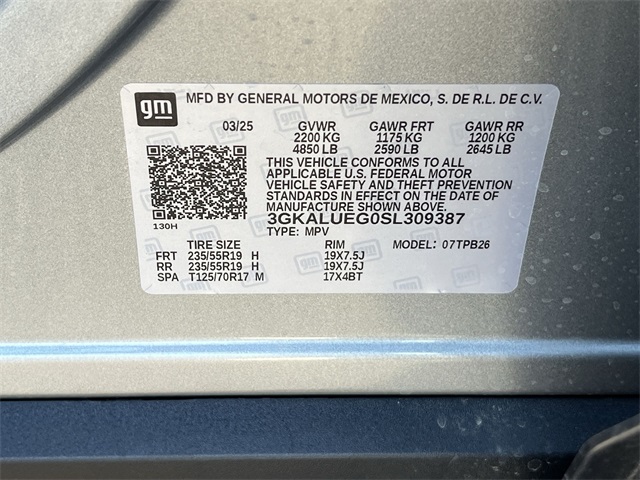 gm MFD BY GENERAL MOTORS DE MEXICO, S. DE R.L. DE C.V.
03/25 GVWR GAWR FRT GAWR RR
2200 KG 1175 KG 1200 KG
4850 LB 2590 LB 2645 LB
THIS VEHICLE CONFORMS TO ALL
APPLICABLE U.S. FEDERAL MOTOR
VEHICLE SAFETY AND THEFT PREVENTION
STANDARDS IN EFFECT ON THE DATE OF
MANUFACTURE SHOWN ABOVE.
3GKALUEG0SL309387
130H
TYPE: MPV
TIRE SIZE RIM MODEL: 07TPB26
FRT 235/55R19 H 19X7.5J
RR 235/55R19 H 19X7.5J
SPA T125/70R17 M 17X4BT